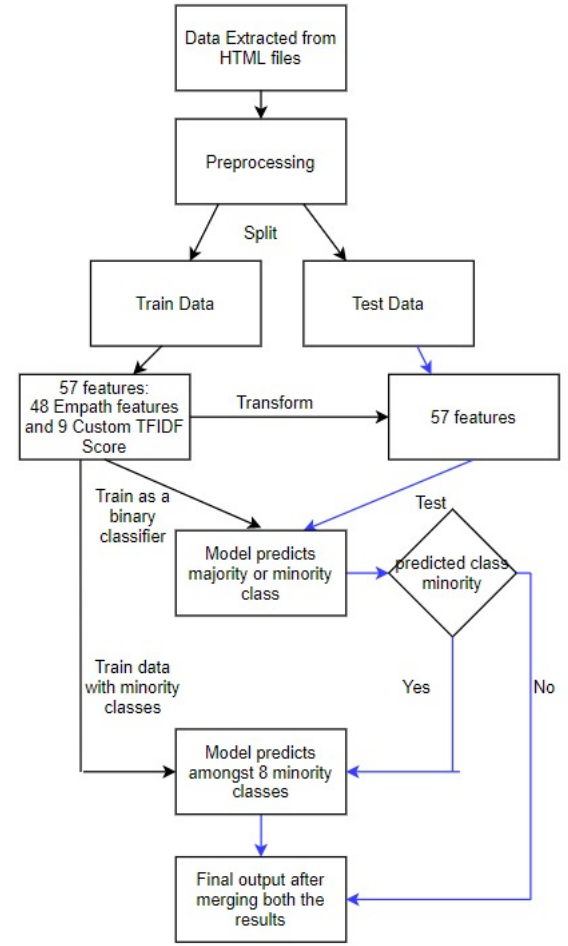 Data Extracted from
HTML files
Preprocessing
Split
Train Data
Test Data
57 features:
48 Empath features
and 9 Custom TFIDF
Score
Transform
57 features
Train as a
binary
classifier
Test
Model predicts
majority or minority
class
predicted class
minority
Train data
with minority
classes
Yes
No
Model predicts
amongst 8 minority
classes
Final output after
merging both the
results